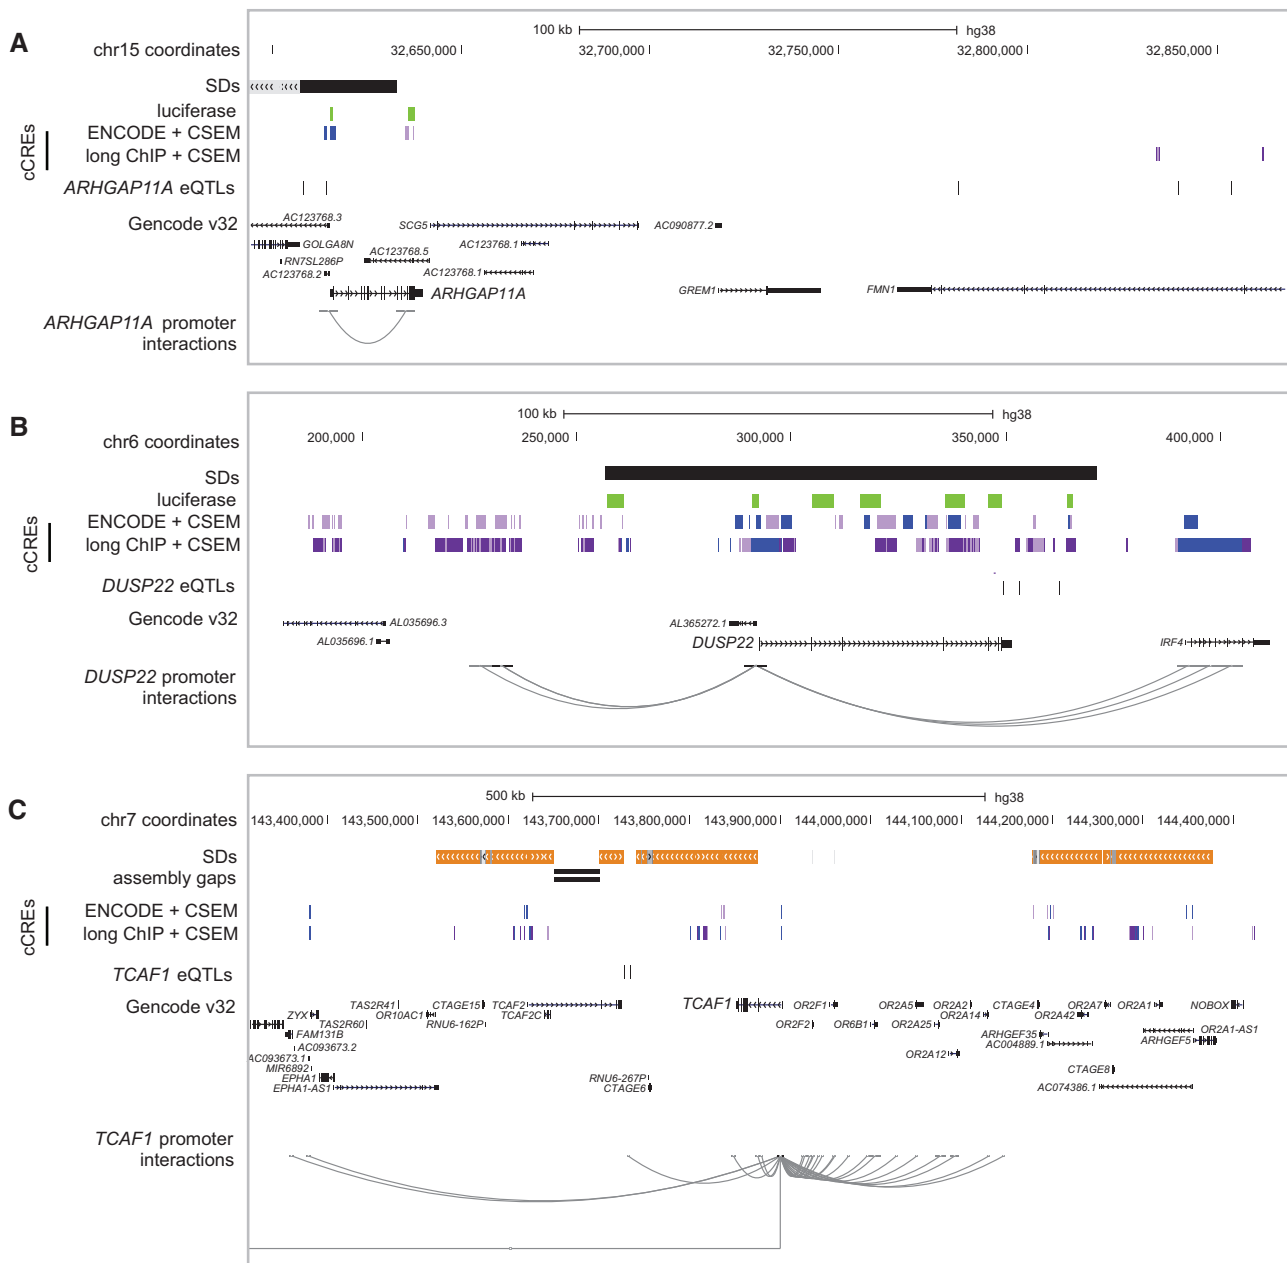 A
100 kb hg38
chr15 coordinates 32,650,000 32,700,000 32,750,000 32,800,000 32,850,000
SDs
luciferase
cCREs
ENCODE + CSEM
long ChIP + CSEM
ARHGAP11A eQTLs
Gencode v32
AC123768.3 SCG5 AC090877.2
GOLGA8N AC123768.1
RN7SL286P AC123768.5
AC123768.2 AC123768.1
ARHGAP11A GREM1 FMN1
ARHGAP11A promoter
interactions
B
100 kb hg38
chr6 coordinates 200,000 250,000 300,000 350,000 400,000
SDs
luciferase
cCREs
ENCODE + CSEM
long ChIP + CSEM
DUSP22 eQTLs
Gencode v32
AL035696.3 AL365272.1
AL035696.1 DUSP22 IRF4
DUSP22 promoter
interactions
C
500 kb hg38
chr7 coordinates 143,400,000 143,500,000 143,600,000 143,700,000 143,800,000 143,900,000 144,000,000 144,100,000 144,200,000 144,300,000 144,400,000
SDs
assembly gaps
cCREs
ENCODE + CSEM
long ChIP + CSEM
TCAF1 eQTLs
Gencode v32
TAS2R41 CTAGE15 TCAF2 TCAF1 OR2F1 OR2A5 OR2A2 CTAGE4 OR2A7 OR2A1 NOBOX
ZYX OR10AC1 TCAF2C OR2A14 OR2A42
TAS2R60 RNU6-162P OR2F2 OR6B1 OR2A25 OR2A1-AS1
FAM131B ARHGEF35 ARHGEF5
AC093673.2 AC004889.1
AC093673.1 OR2A12
MIR6892 CTAGE8
EPHA1 RNU6-267P
EPHA1-AS1 CTAGE6 AC074386.1
TCAF1 promoter
interactions